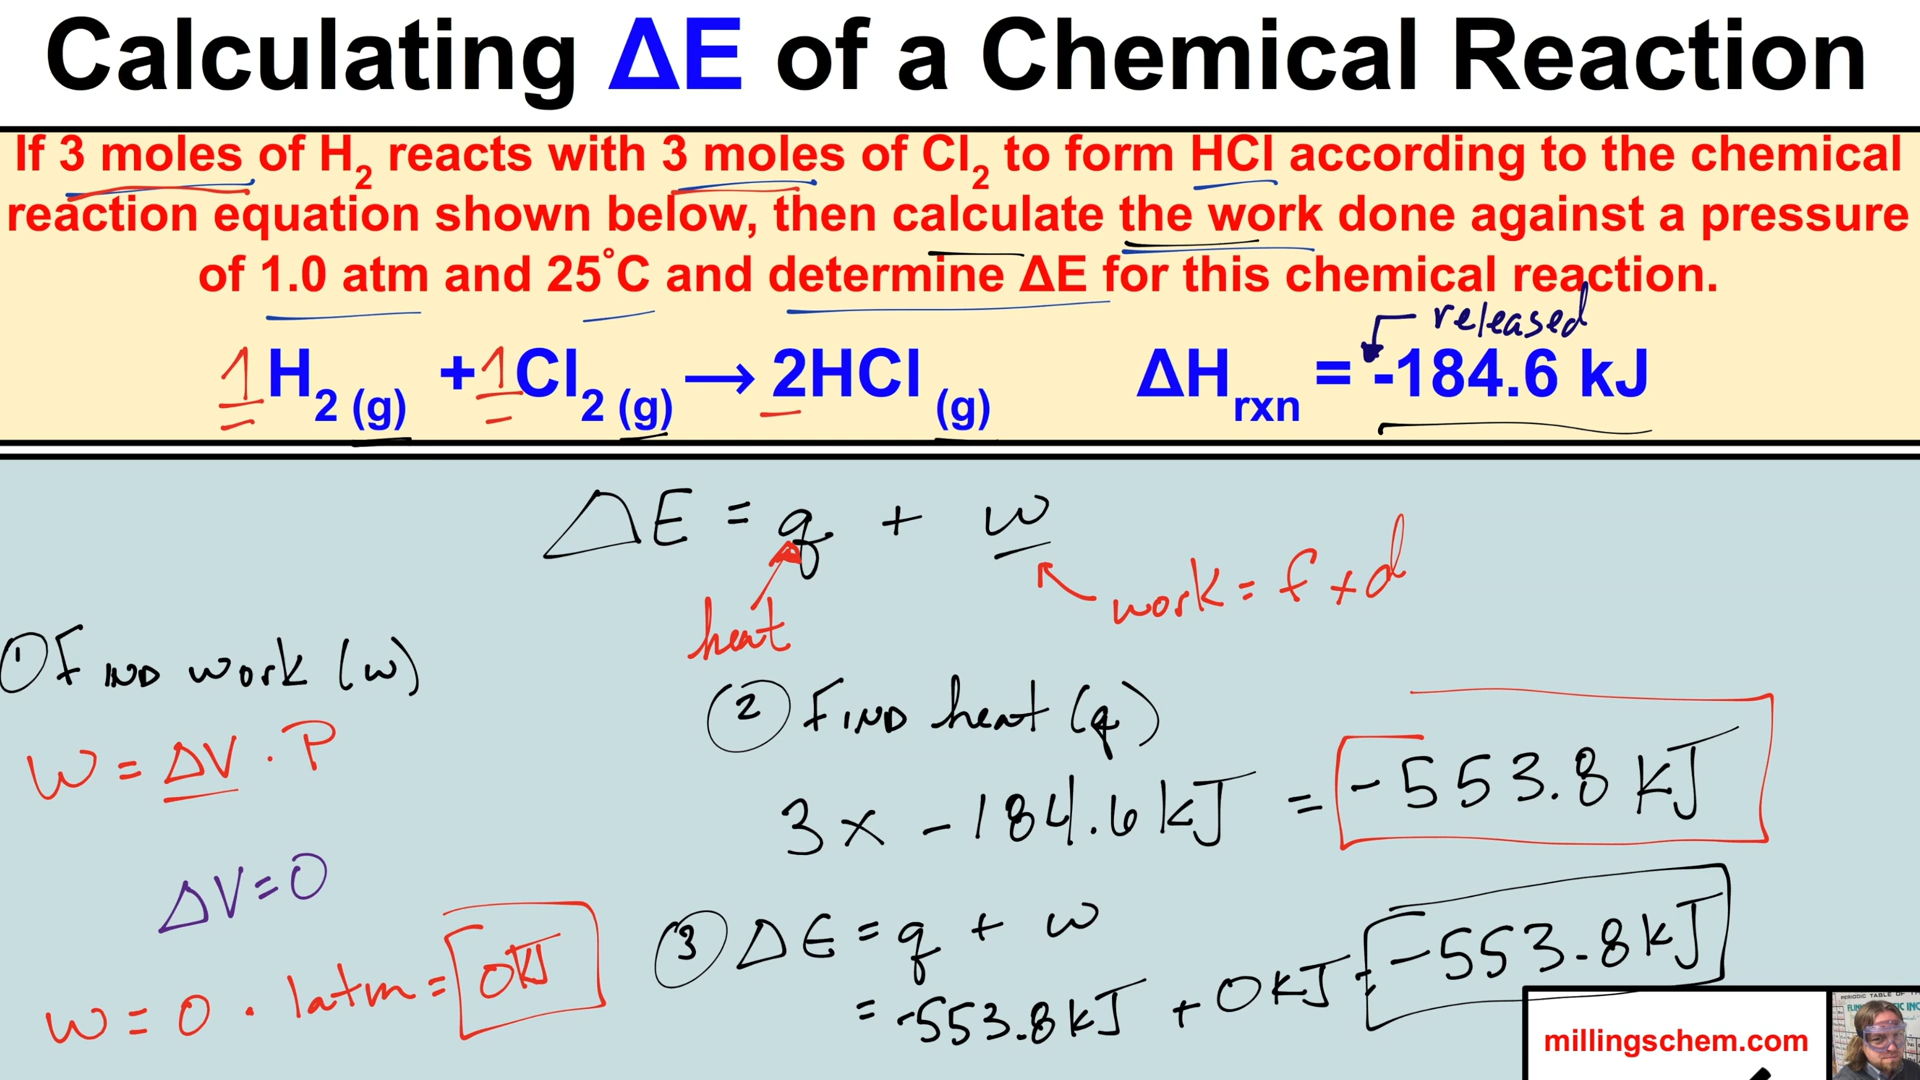 Calculating ΔE of a Chemical Reaction
If 3 moles of H₂ reacts with 3 moles of Cl₂ to form HCl according to the chemical
reaction equation shown below, then calculate the work done against a pressure
of 1.0 atm and 25°C and determine ΔE for this chemical reaction.
released
1 H₂ (g) + 1 Cl₂ (g) → 2HCl (g) ΔHrxn = -184.6 kJ
ΔE = q + w
heat
work = f x d
① FIND work (w)
w = ΔV · P
ΔV = 0
w = 0 · 1atm = 0kJ
② FIND heat (q)
3 x -184.6 kJ = -553.8 kJ
③ ΔE = q + w
= -553.8 kJ + 0 kJ = -553.8 kJ
millingschem.com